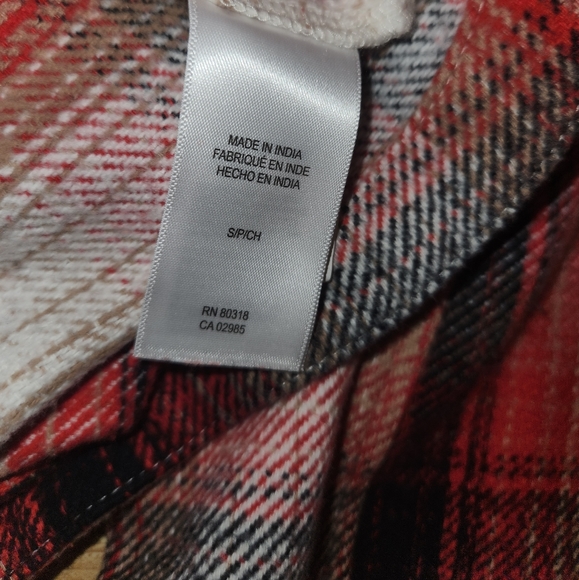 MADE IN INDIA
FABRIQUÉ EN INDE
HECHO EN INDIA
S/P/CH
RN 80318
CA 02985